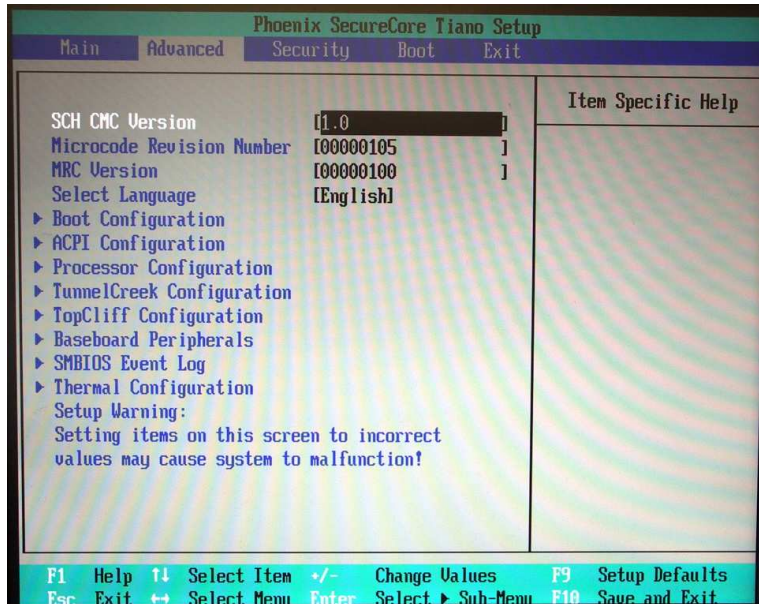 Phoenix SecureCore Tiano Setup
Main Advanced Security Boot Exit
Item Specific Help
SCH CMC Version [1.0 ]
Microcode Revision Number [00000105 ]
MRC Version [00000100 ]
Select Language [English]
▶ Boot Configuration
▶ ACPI Configuration
▶ Processor Configuration
▶ TunnelCreek Configuration
▶ TopCliff Configuration
▶ Baseboard Peripherals
▶ SMBIOS Event Log
▶ Thermal Configuration
Setup Warning:
Setting items on this screen to incorrect
values may cause system to malfunction!
F1 Help ↑↓ Select Item +/- Change Values F9 Setup Defaults
Esc Exit ↔ Select Menu Enter Select ▶ Sub-Menu F10 Save and Exit